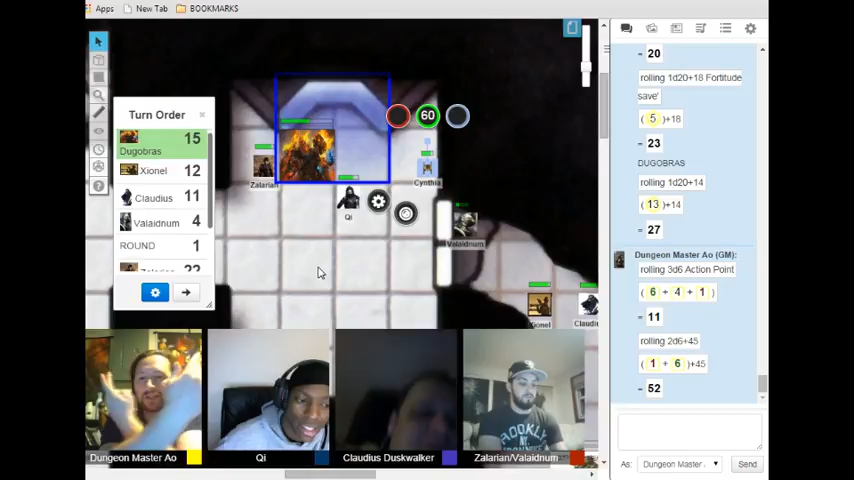 Apps New Tab BOOKMARKS
Turn Order
15
Dugobras
Xionel 12
Claudius 11
Valaidnum 4
ROUND 1
60
Zalarian
Qi
Cynthia
Valaidnum
Xionel
20
rolling 1d20+18 Fortitude
save'
( 5 )+18
= 23
DUGOBRAS
rolling 1d20+14
( 13 )+14
= 27
Dungeon Master Ao (GM):
rolling 3d6 Action Point
( 6 + 4 + 1 )
= 11
rolling 2d6+45
( 1 + 6 )+45
= 52
As: Dungeon Master
Send
BROOKLYN
Dungeon Master Ao
Qi
Claudius Duskwalker
Zalarian/Valaidnum